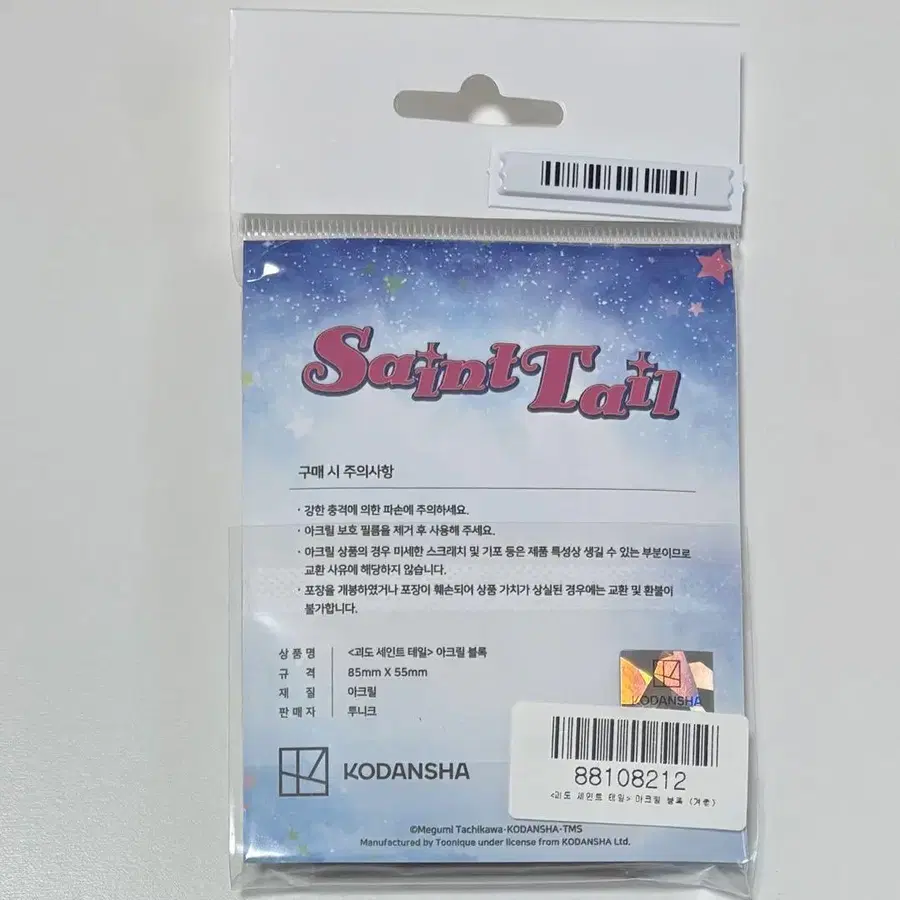 Saint Tail
구매 시 주의사항
· 강한 충격에 의한 파손에 주의하세요.
· 아크릴 보호 필름을 제거 후 사용해 주세요.
· 아크릴 상품의 경우 미세한 스크래치 및 기포 등은 제품 특성상 생길 수 있는 부분이므로
교환 사유에 해당하지 않습니다.
· 포장을 개봉하였거나 포장이 훼손되어 상품 가치가 상실된 경우에는 교환 및 환불이
불가합니다.
상품명 <괴도 세인트 테일> 아크릴 블록
규격 85mm X 55mm
재질 아크릴
판매자 투니크
KODANSHA
KODANSHA
88108212
<괴도 세인트 테일> 아크릴 블록
©Megumi Tachikawa·KODANSHA·TMS
Manufactured by Toonique under license from KODANSHA Ltd.